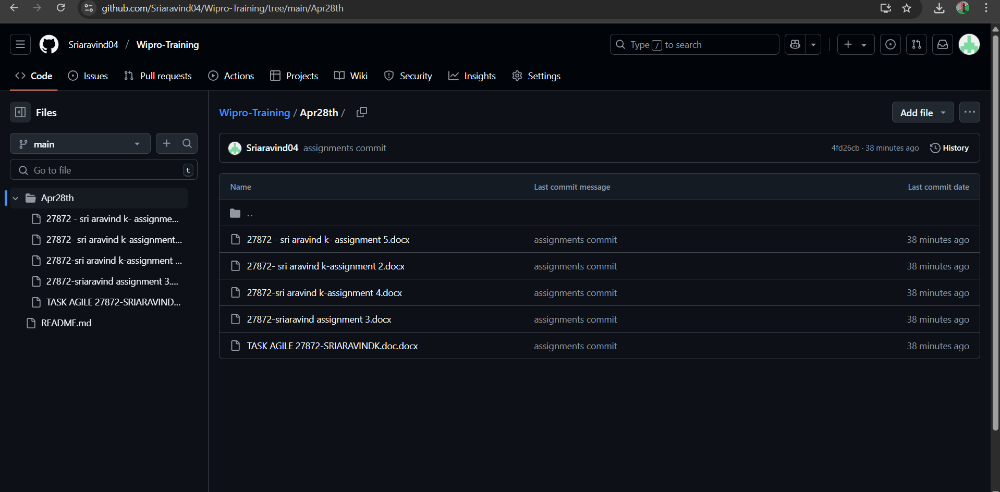 github.com/Sriaravind04/Wipro-Training/tree/main/Apr28th
Sriaravind04 / Wipro-Training
Type / to search
Code Issues Pull requests Actions Projects Wiki Security Insights Settings
Files
main
Go to file t
Apr28th
27872 - sri aravind k- assignme...
27872- sri aravind k-assignment...
27872-sri aravind k-assignment ...
27872-sriaravind assignment 3....
TASK AGILE 27872-SRIARAVIND...
README.md
Wipro-Training / Apr28th /
Add file
Sriaravind04 assignments commit 4fd26cb · 38 minutes ago History
Name Last commit message Last commit date
..
27872 - sri aravind k- assignment 5.docx assignments commit 38 minutes ago
27872- sri aravind k-assignment 2.docx assignments commit 38 minutes ago
27872-sri aravind k-assignment 4.docx assignments commit 38 minutes ago
27872-sriaravind assignment 3.docx assignments commit 38 minutes ago
TASK AGILE 27872-SRIARAVINDK.doc.docx assignments commit 38 minutes ago